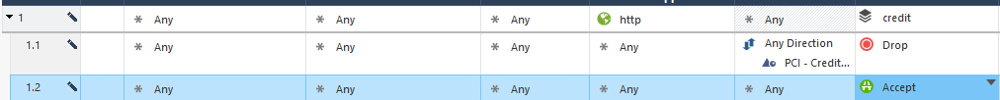 1 * Any * Any * Any http * Any credit
1.1 * Any * Any * Any * Any Any Direction Drop
PCI - Credit...
1.2 * Any * Any * Any * Any * Any Accept